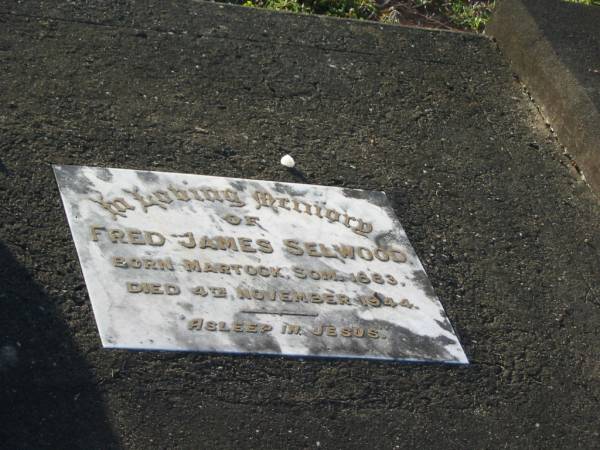 In Loving Memory
OF
FRED JAMES SELWOOD
BORN MARTOCK, SOM. 1883.
DIED 4TH NOVEMBER 1944.
ASLEEP IN JESUS.